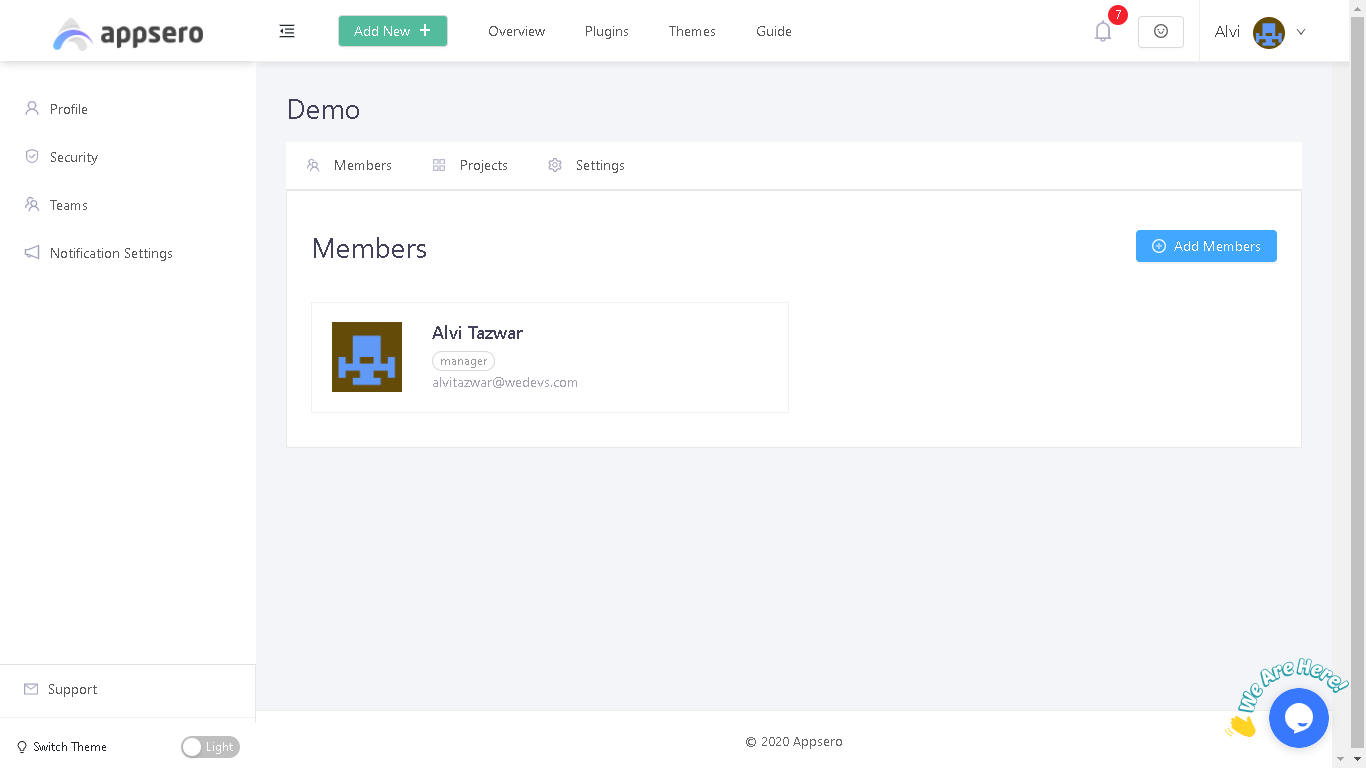 appsero
Add New +
Overview
Plugins
Themes
Guide
7
Alvi
Profile
Security
Teams
Notification Settings
Demo
Members
Projects
Settings
Members
Add Members
Alvi Tazwar
manager
alvitazwar@wedevs.com
Support
Switch Theme
Light
© 2020 Appsero
We Are Here!